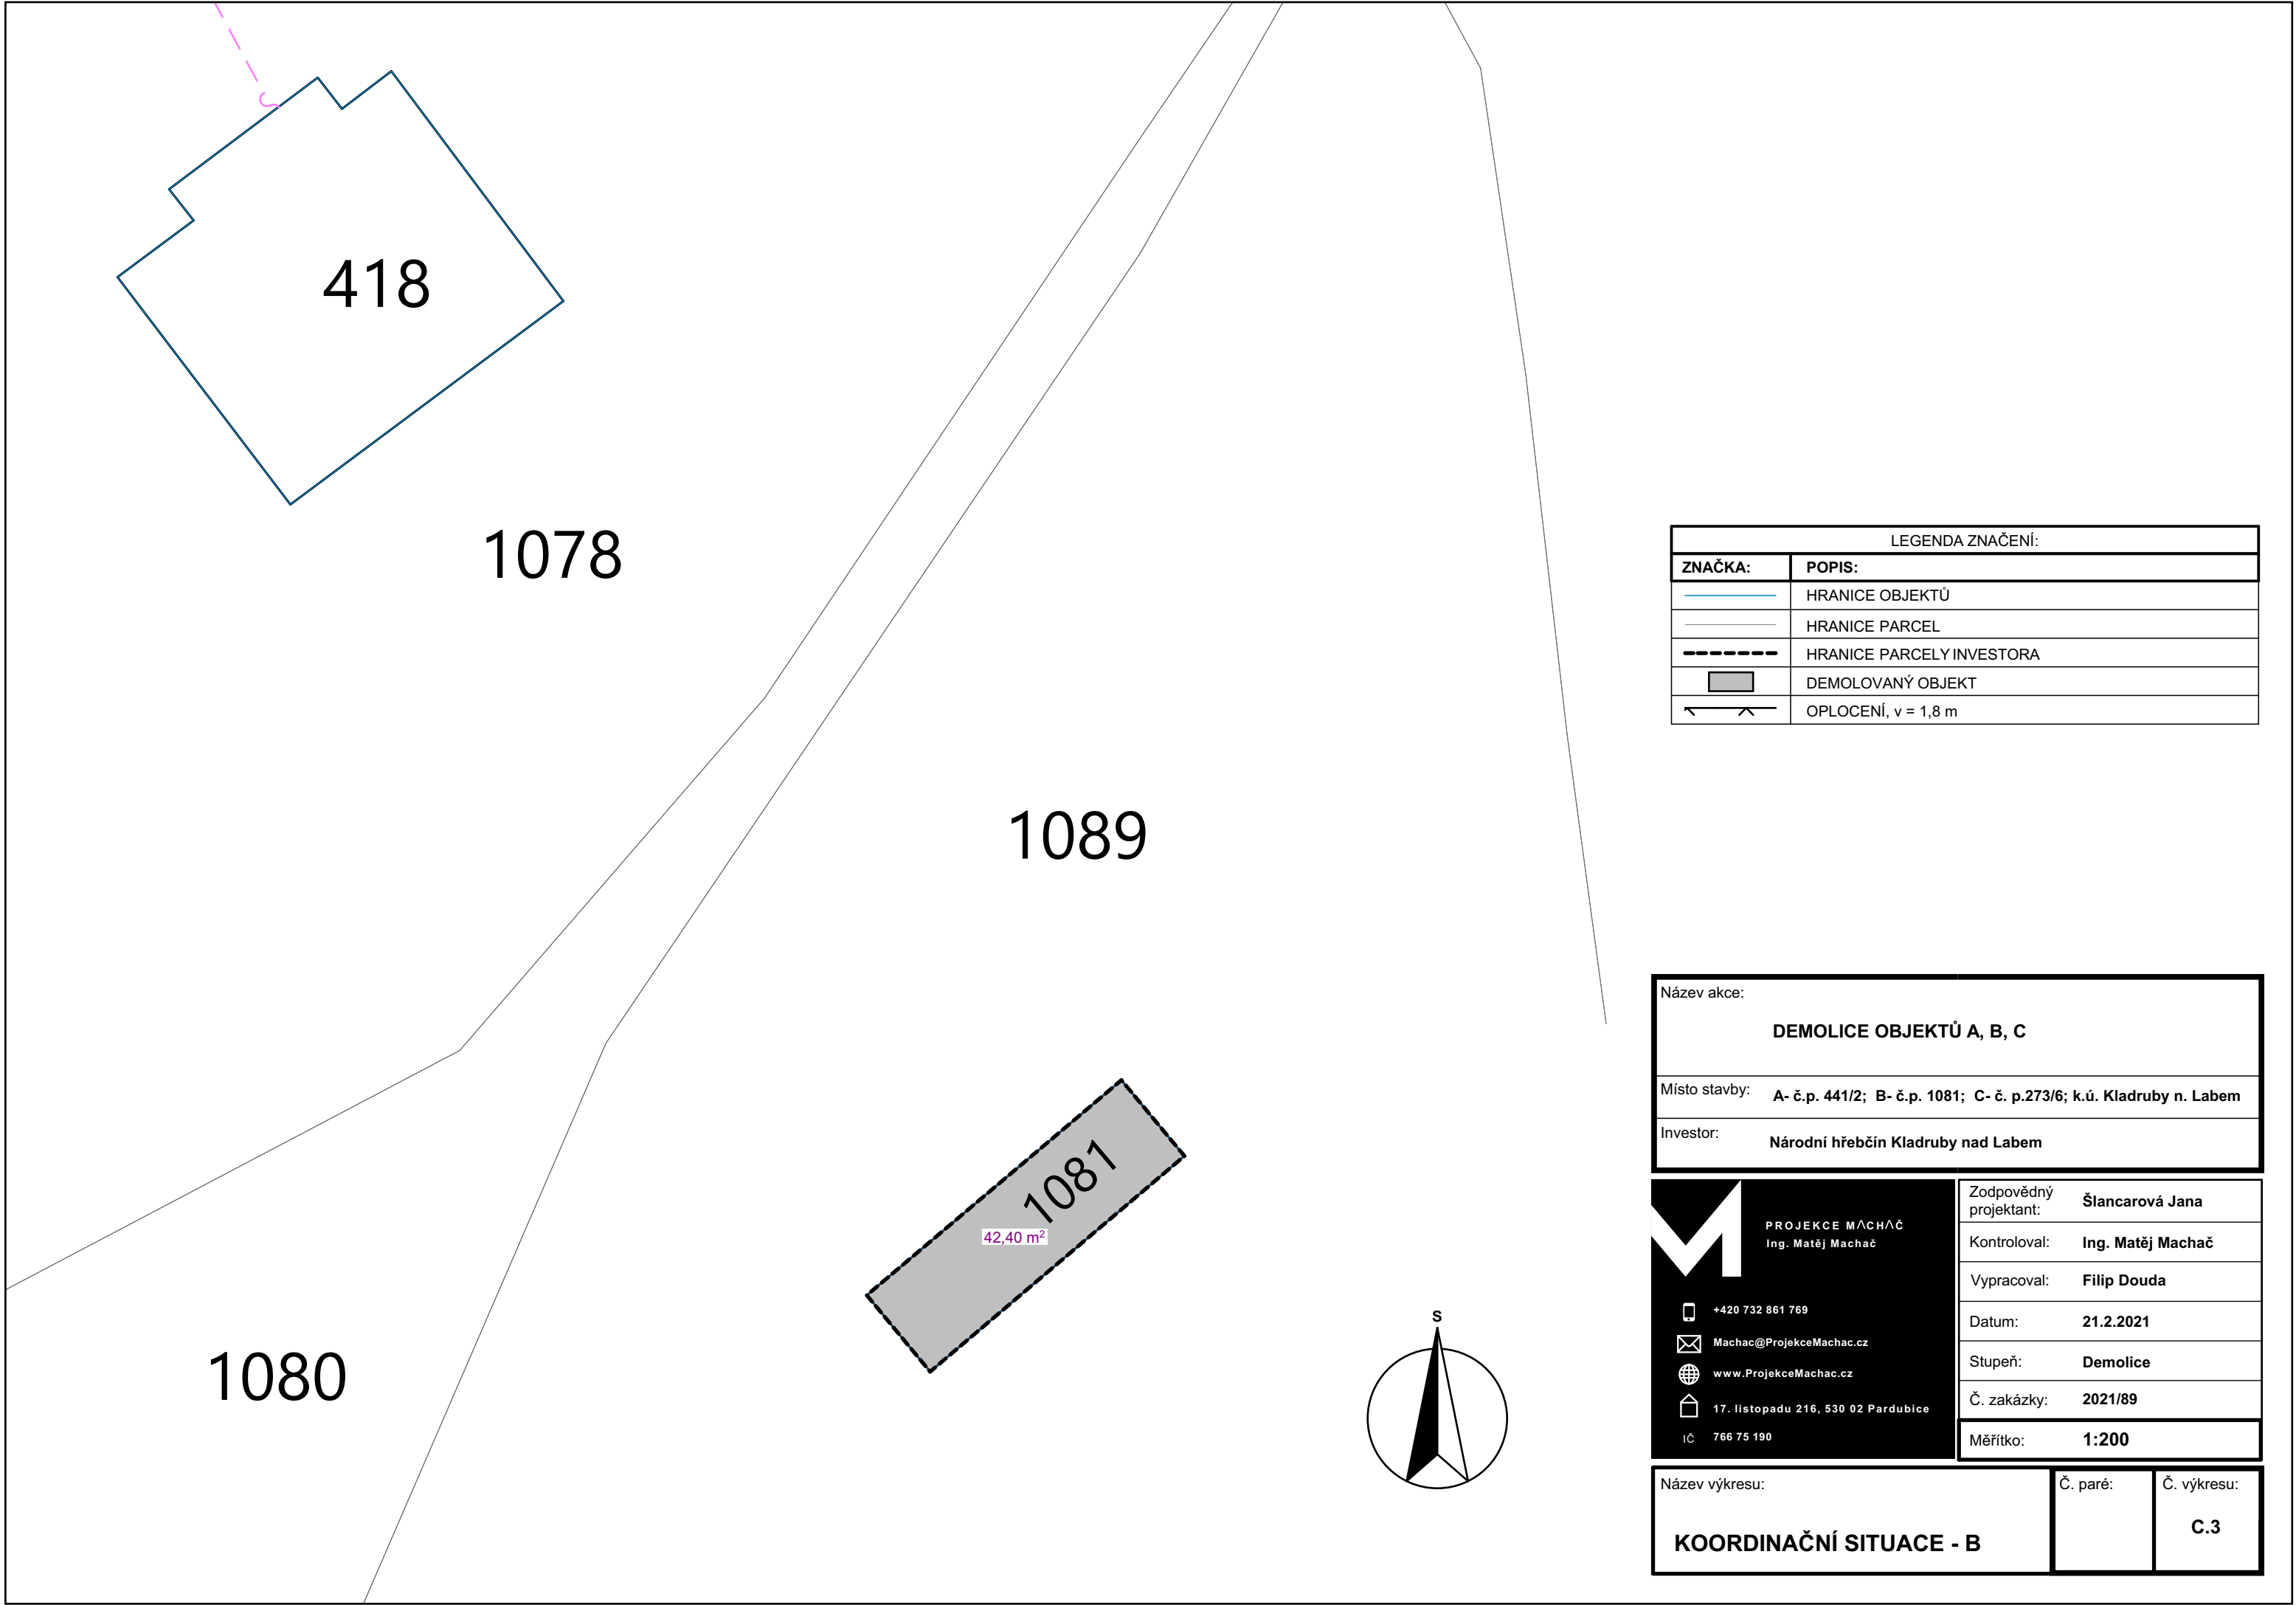 418
1078
1089
1081
42,40 m²
1080
S
LEGENDA ZNAČENÍ:
ZNAČKA: POPIS:
HRANICE OBJEKTŮ
HRANICE PARCEL
HRANICE PARCELY INVESTORA
DEMOLOVANÝ OBJEKT
OPLOCENÍ, v = 1,8 m
Název akce:
DEMOLICE OBJEKTŮ A, B, C
Místo stavby: A- č.p. 441/2; B- č.p. 1081; C- č. p.273/6; k.ú. Kladruby n. Labem
Investor: Národní hřebčín Kladruby nad Labem
PROJEKCE MACHAČ
Ing. Matěj Machač
+420 732 861 769
Machac@ProjekceMachac.cz
www.ProjekceMachac.cz
17. listopadu 216, 530 02 Pardubice
IČ 766 75 190
Zodpovědný
projektant: Šlancarová Jana
Kontroloval: Ing. Matěj Machač
Vypracoval: Filip Douda
Datum: 21.2.2021
Stupeň: Demolice
Č. zakázky: 2021/89
Měřítko: 1:200
Název výkresu:
KOORDINAČNÍ SITUACE - B
Č. paré:
Č. výkresu:
C.3